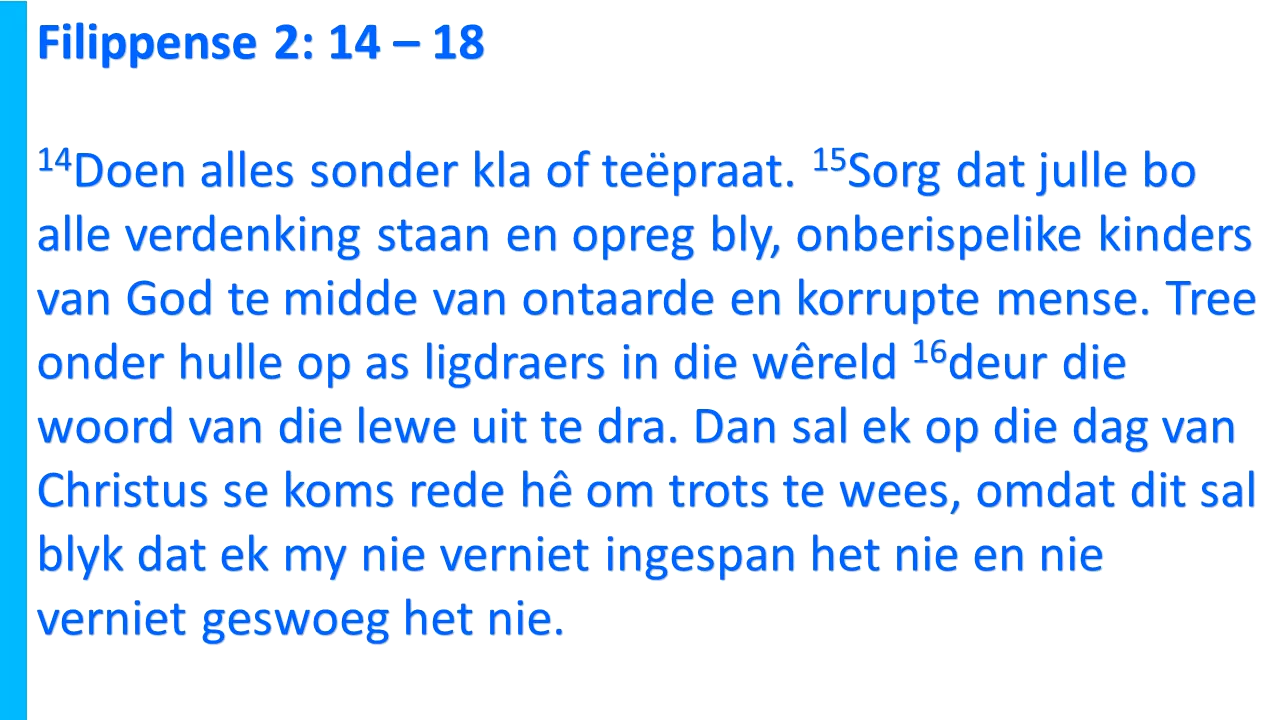 Filippense 2: 14 – 18
¹⁴Doen alles sonder kla of teëpraat. ¹⁵Sorg dat julle bo
alle verdenking staan en opreg bly, onberispelike kinders
van God te midde van ontaarde en korrupte mense. Tree
onder hulle op as ligdraers in die wêreld ¹⁶deur die
woord van die lewe uit te dra. Dan sal ek op die dag van
Christus se koms rede hê om trots te wees, omdat dit sal
blyk dat ek my nie verniet ingespan het nie en nie
verniet geswoeg het nie.